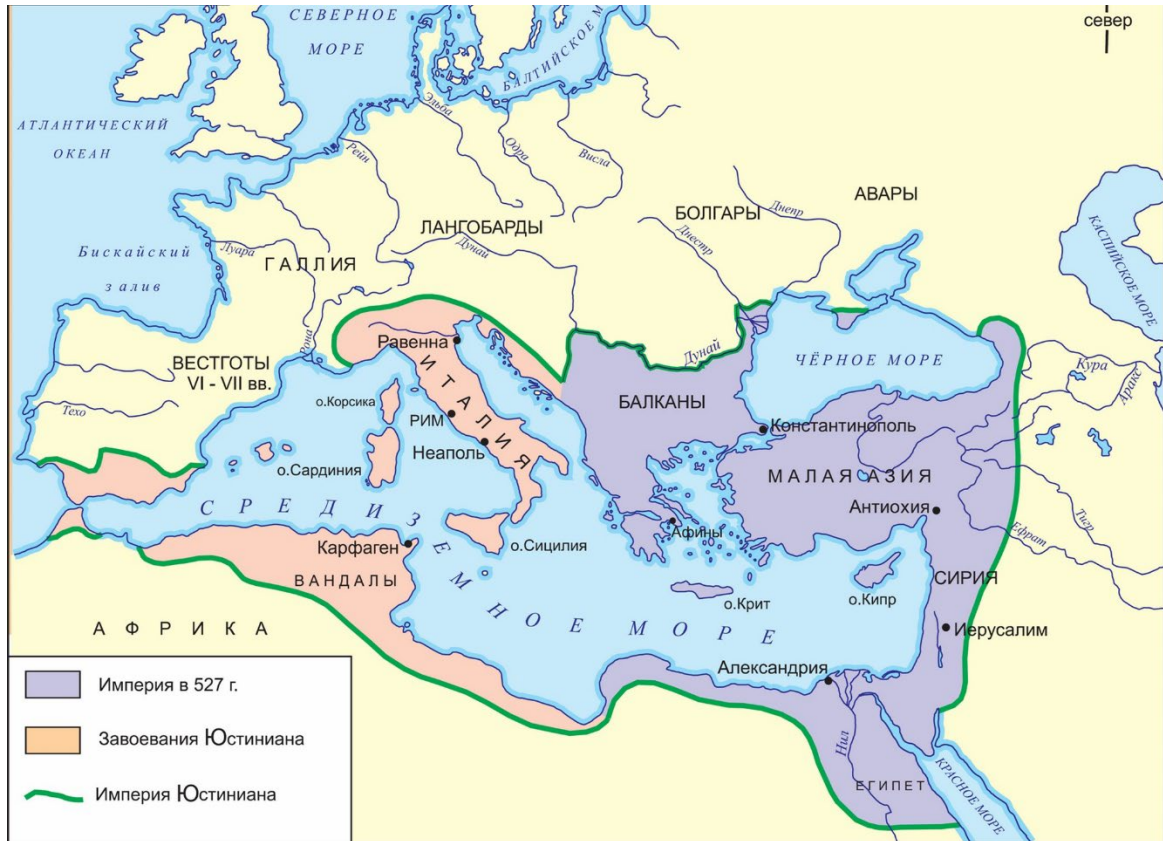 СЕВЕРНОЕ
МОРЕ
север
БАЛТИЙСКОЕ М
АТЛАНТИЧЕСКИЙ
ОКЕАН
Эльба
Одра
Висла
Рейн
Днепр
АВАРЫ
БОЛГАРЫ
ЛАНГОБАРДЫ
Днестр
КАСПИЙСКОЕ МОРЕ
Бискайский
залив
Луара
ГАЛЛИЯ
Дунай
Рона
Равенна
Дунай
ЧЁРНОЕ МОРЕ
ВЕСТГОТЫ
VI - VII вв.
Кура
Аракс
Техо
о.Корсика
ИТАЛИЯ
БАЛКАНЫ
РИМ
Константинополь
Неаполь
о.Сардиния
МАЛАЯ АЗИЯ
СРЕДИЗЕМНОЕ МОРЕ
Антиохия
Тигр
Афины
Ефрат
Карфаген
о.Сицилия
ВАНДАЛЫ
СИРИЯ
о.Крит
о.Кипр
АФРИКА
Иерусалим
Александрия
Нил
ЕГИПЕТ
КРАСНОЕ МОРЕ
Империя в 527 г.
Завоевания Юстиниана
Империя Юстиниана